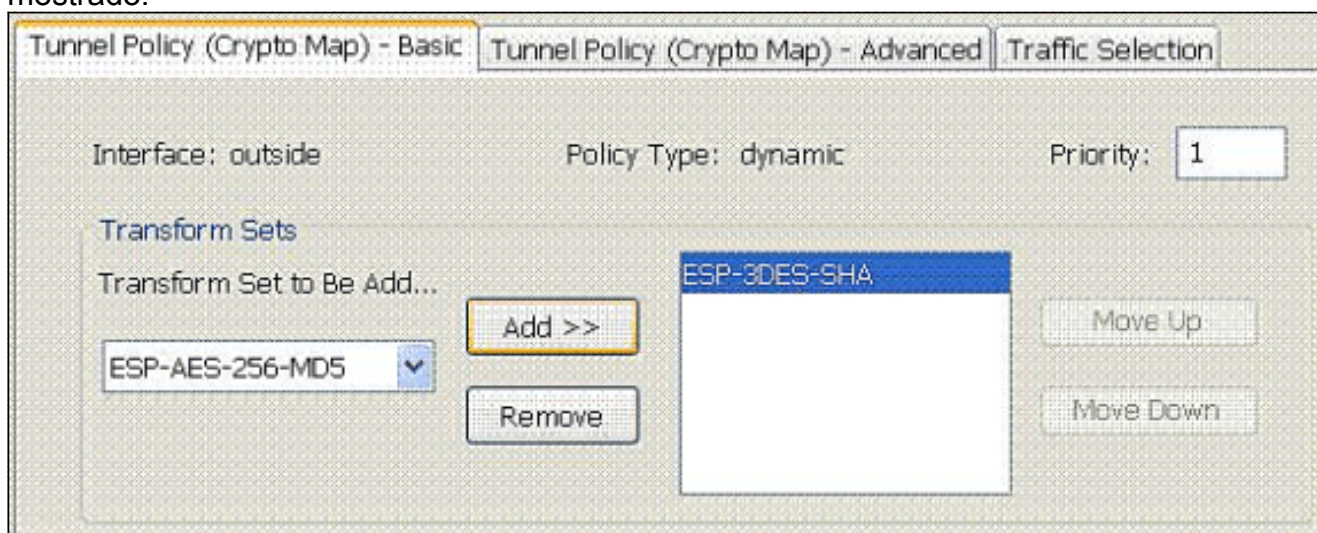 mostrado.
Tunnel Policy (Crypto Map) - Basic Tunnel Policy (Crypto Map) - Advanced Traffic Selection
Interface: outside Policy Type: dynamic Priority: 1
Transform Sets
Transform Set to Be Add...
ESP-3DES-SHA
Add >>
Move Up
ESP-AES-256-MD5
Remove
Move Down